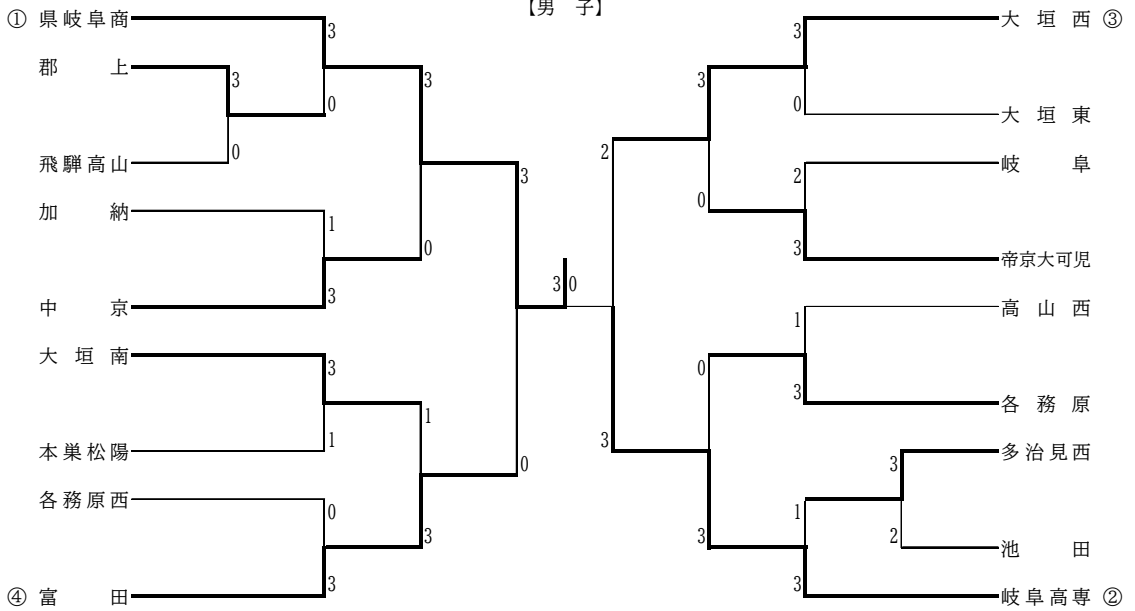 【男 子】
① 県岐阜商
3
郡 上
3
0
0
飛騨高山
3
加 納
1
0
3
中 京
3
大 垣 南
3
1
本巣松陽
1
0
各務原西
0
3
④ 富 田
3
3 0
大 垣 西 ③
3
3
0
大 垣 東
2
岐 阜
2
0
3
帝京大可児
高 山 西
1
0
3
各 務 原
3
多治見西
3
1
2
池 田
3
3
岐阜高専 ②